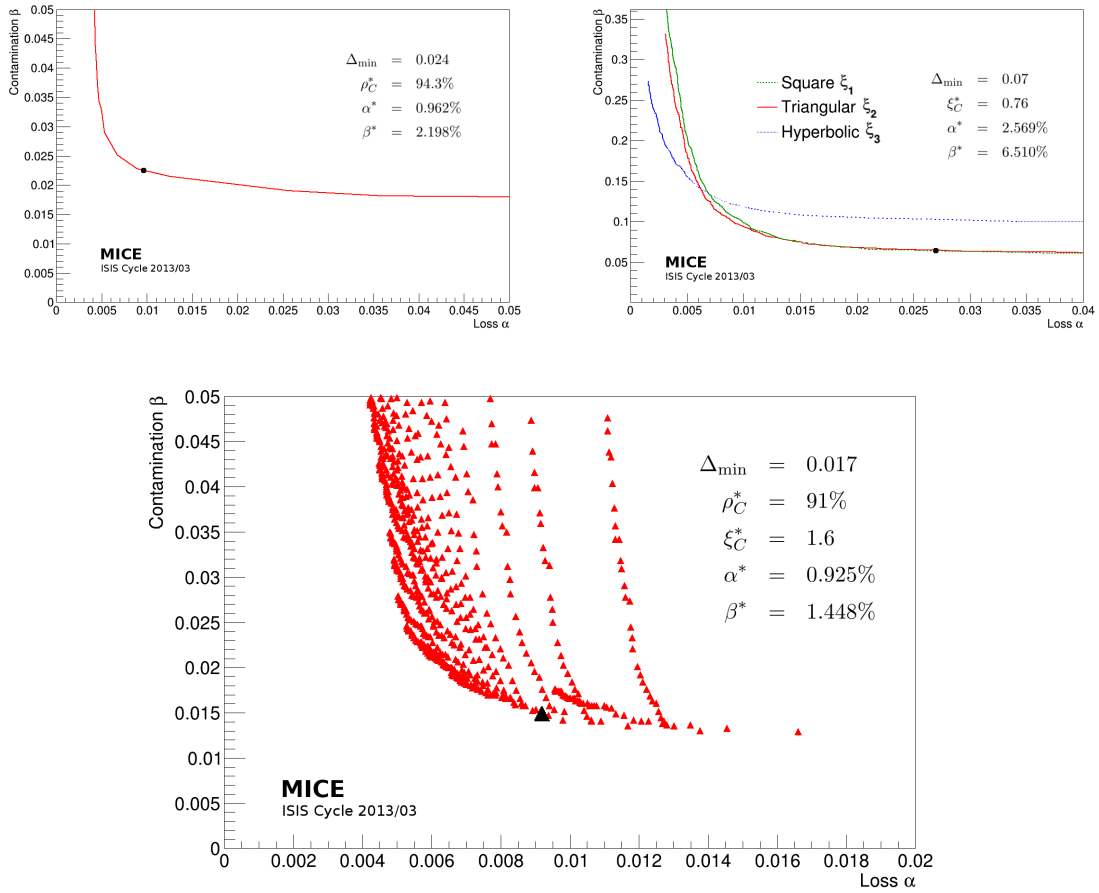 Contamination β
0.05
0.045
0.04
0.035
0.03
0.025
0.02
0.015
0.01
0.005
0
Δmin = 0.024
ρ*C = 94.3%
α* = 0.962%
β* = 2.198%
MICE
ISIS Cycle 2013/03
0.005 0.01 0.015 0.02 0.025 0.03 0.035 0.04 0.045 0.05
Loss α
Contamination β
0.35
0.3
0.25
0.2
0.15
0.1
0.05
Square ξ1
Triangular ξ2
Hyperbolic ξ3
Δmin = 0.07
ξ*C = 0.76
α* = 2.569%
β* = 6.510%
MICE
ISIS Cycle 2013/03
0 0.005 0.01 0.015 0.02 0.025 0.03 0.035 0.04
Loss α
Contamination β
0.05
0.045
0.04
0.035
0.03
0.025
0.02
0.015
0.01
0.005
0
Δmin = 0.017
ρ*C = 91%
ξ*C = 1.6
α* = 0.925%
β* = 1.448%
MICE
ISIS Cycle 2013/03
0 0.002 0.004 0.006 0.008 0.01 0.012 0.014 0.016 0.018 0.02
Loss α